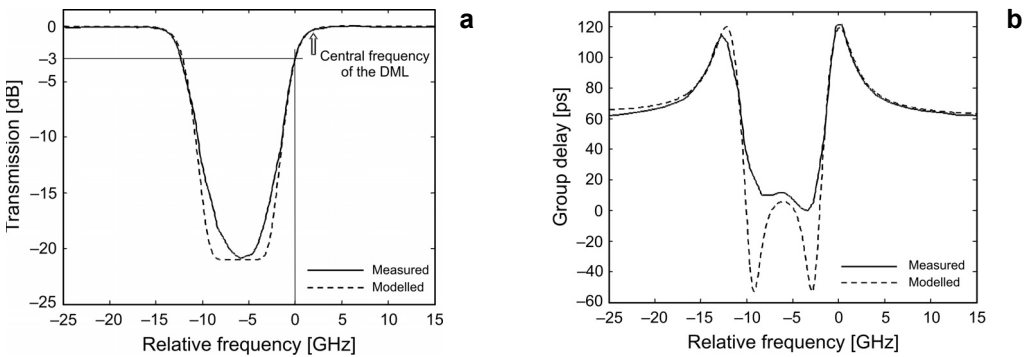 a
0
−3
−5
−10
−15
−20
−25
Transmission [dB]
Central frequency
of the DML
Measured
Modelled
−25 −20 −15 −10 −5 0 5 10 15
Relative frequency [GHz]
b
120
100
80
60
40
20
0
−20
−40
−60
Group delay [ps]
Measured
Modelled
−25 −20 −15 −10 −5 0 5 10 15
Relative frequency [GHz]